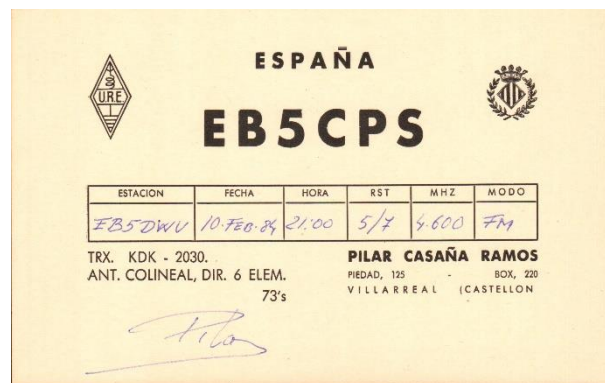 ESPAÑA
U.R.E.
EB5CPS
ESTACION FECHA HORA RST MHZ MODO
EB5DWV 10-FEB-84 21:00 5/7 4.600 FM
TRX. KDK - 2030.
ANT. COLINEAL, DIR. 6 ELEM.
73's
Pilar
PILAR CASAÑA RAMOS
PIEDAD, 125 - BOX, 220
VILLARREAL (CASTELLON